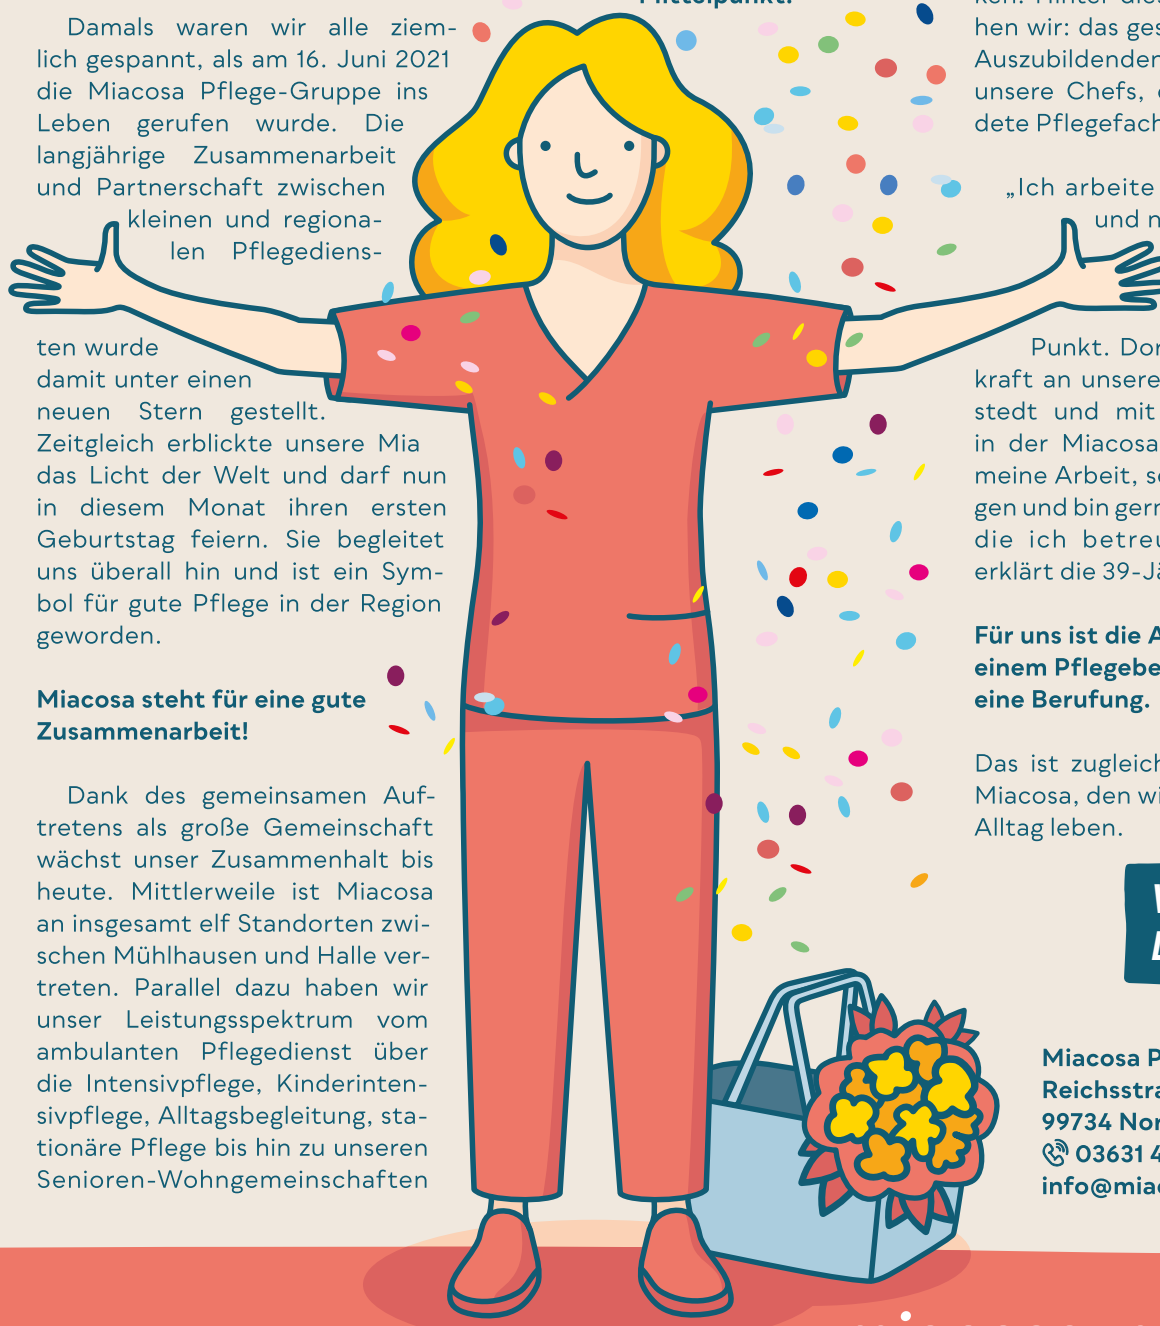 Damals waren wir alle ziem-
lich gespannt, als am 16. Juni 2021
die Miacosa Pflege-Gruppe ins
Leben gerufen wurde. Die
langjährige Zusammenarbeit
und Partnerschaft zwischen
kleinen und regiona-
len Pflegediens-
ten wurde
damit unter einen
neuen Stern gestellt.
Zeitgleich erblickte unsere Mia
das Licht der Welt und darf nun
in diesem Monat ihren ersten
Geburtstag feiern. Sie begleitet
uns überall hin und ist ein Sym-
bol für gute Pflege in der Region
geworden.
Miacosa steht für eine gute
Zusammenarbeit!
Dank des gemeinsamen Auf-
tretens als große Gemeinschaft
wächst unser Zusammenhalt bis
heute. Mittlerweile ist Miacosa
an insgesamt elf Standorten zwi-
schen Mühlhausen und Halle ver-
treten. Parallel dazu haben wir
unser Leistungsspektrum vom
ambulanten Pflegedienst über
die Intensivpflege, Kinderinten-
sivpflege, Alltagsbegleitung, sta-
tionäre Pflege bis hin zu unseren
Senioren-Wohngemeinschaften
Mittelpunkt.
hen wir: das ges
Auszubildenden
unsere Chefs,
dete Pflegefach
„Ich arbeite
und n
Punkt. Dor
kraft an unsere
stedt und mit
in der Miacosa
meine Arbeit, se
gen und bin gern
die ich betreu
erklärt die 39-Jä
Für uns ist die A
einem Pflegebe
eine Berufung.
Das ist zugleich
Miacosa, den wi
Alltag leben.
Miacosa P
Reichsstra
99734 Nor
03631 4
info@miac